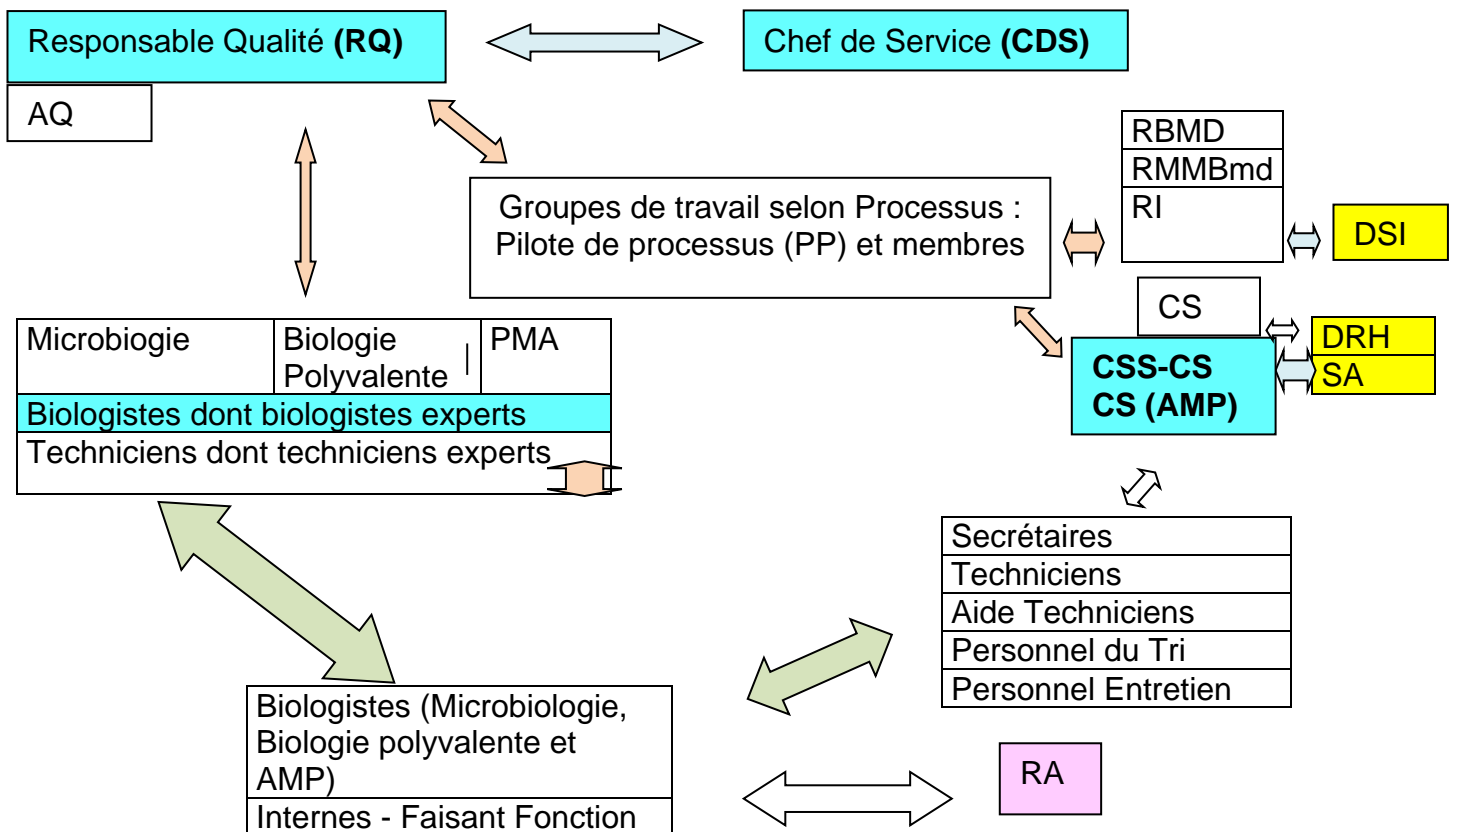 Responsable Qualité (RQ)
Chef de Service (CDS)
AQ
RBMD
RMMBmd
RI
Groupes de travail selon Processus :
Pilote de processus (PP) et membres
DSI
CS
DRH
SA
CSS-CS
CS (AMP)
Microbiogie
Biologie
Polyvalente |
PMA
Biologistes dont biologistes experts
Techniciens dont techniciens experts
Secrétaires
Techniciens
Aide Techniciens
Personnel du Tri
Personnel Entretien
Biologistes (Microbiologie,
Biologie polyvalente et
AMP)
Internes - Faisant Fonction
RA